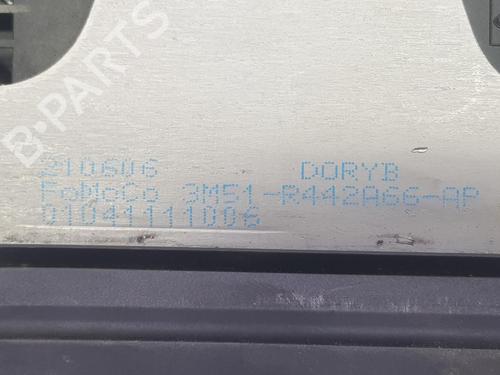 B-PARTS
210606 DORYB
FoMoCo 3M51-R442A66-AP
01041111006